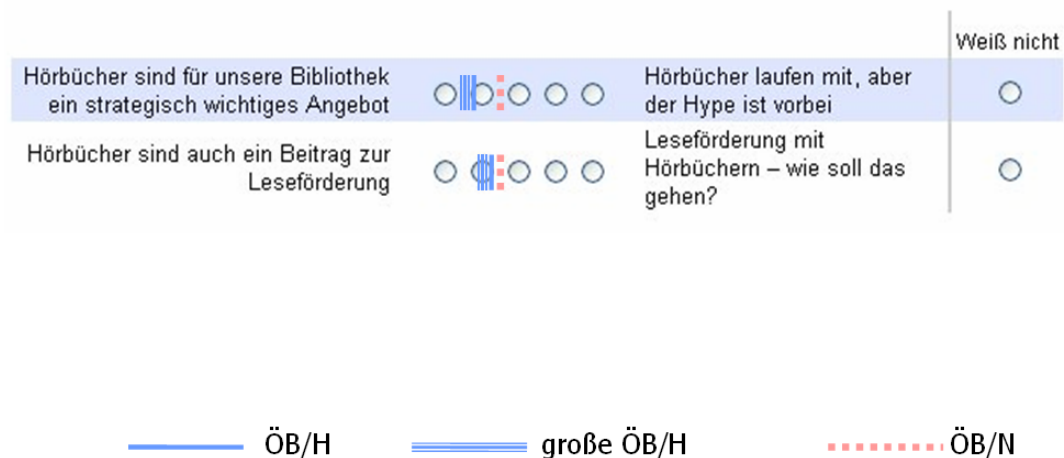 Weiß nicht
Hörbücher sind für unsere Bibliothek
ein strategisch wichtiges Angebot
Hörbücher laufen mit, aber
der Hype ist vorbei
Hörbücher sind auch ein Beitrag zur
Leseförderung
Leseförderung mit
Hörbüchern – wie soll das
gehen?
ÖB/H
große ÖB/H
ÖB/N